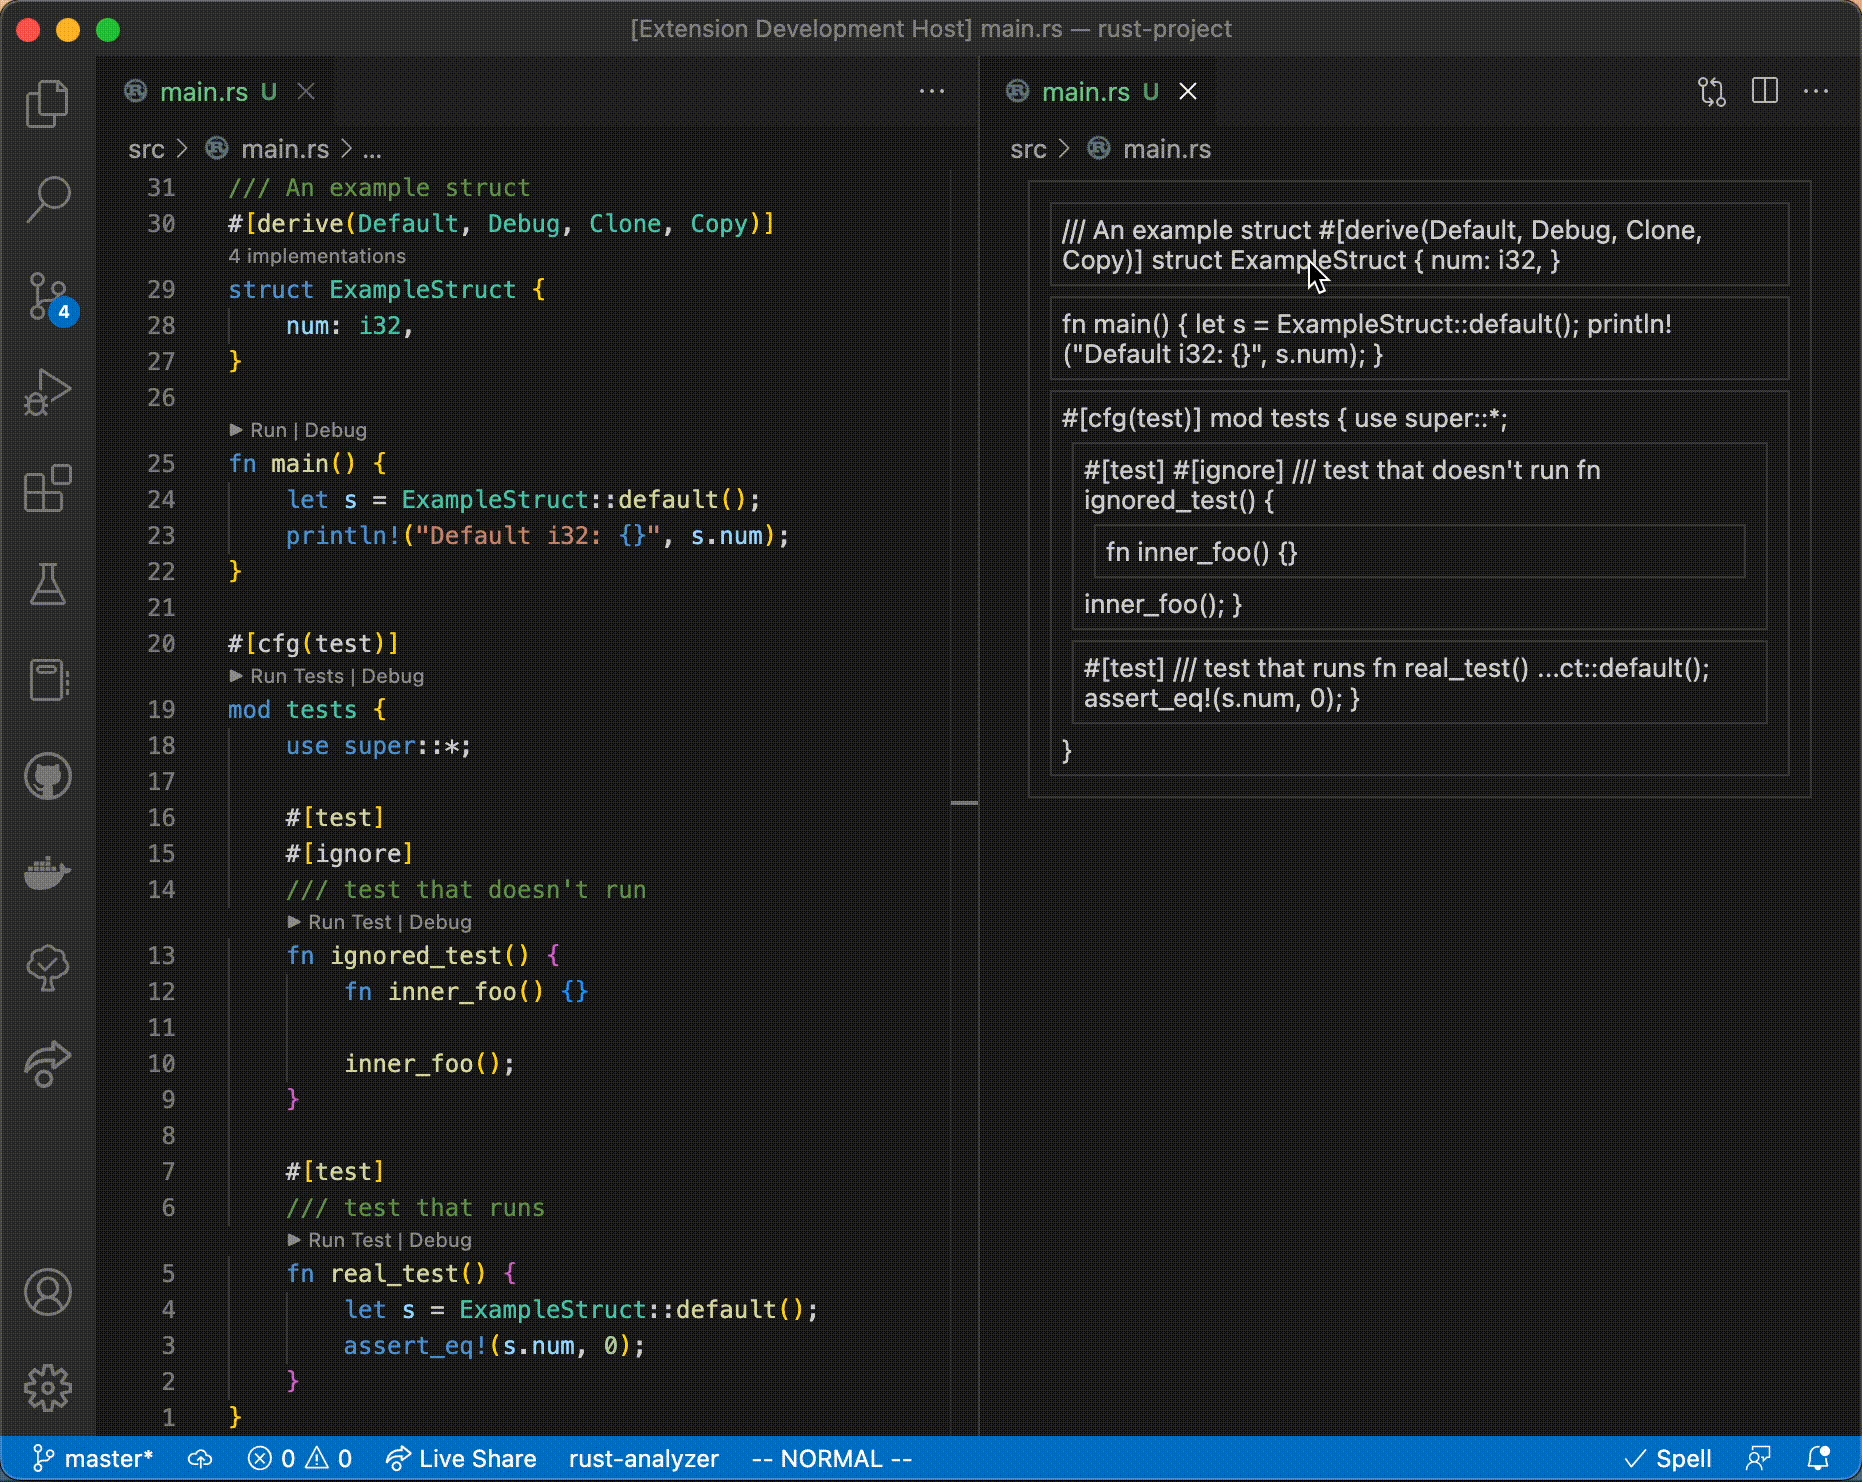 [Extension Development Host] main.rs — rust-project
main.rs U
src > main.rs > ...
31 /// An example struct
30 #[derive(Default, Debug, Clone, Copy)]
4 implementations
29 struct ExampleStruct {
28 num: i32,
27 }
26
Run | Debug
25 fn main() {
24 let s = ExampleStruct::default();
23 println!("Default i32: {}", s.num);
22 }
21
20 #[cfg(test)]
Run Tests | Debug
19 mod tests {
18 use super::*;
17
16 #[test]
15 #[ignore]
14 /// test that doesn't run
Run Test | Debug
13 fn ignored_test() {
12 fn inner_foo() {}
11
10 inner_foo();
9 }
8
7 #[test]
6 /// test that runs
Run Test | Debug
5 fn real_test() {
4 let s = ExampleStruct::default();
3 assert_eq!(s.num, 0);
2 }
1 }
main.rs U
src > main.rs
/// An example struct #[derive(Default, Debug, Clone,
Copy)] struct ExampleStruct { num: i32, }
fn main() { let s = ExampleStruct::default(); println!
("Default i32: {}", s.num); }
#[cfg(test)] mod tests { use super::*;
#[test] #[ignore] /// test that doesn't run fn
ignored_test() {
fn inner_foo() {}
inner_foo(); }
#[test] /// test that runs fn real_test() ...ct::default();
assert_eq!(s.num, 0); }
}
4
master* 0 0 Live Share rust-analyzer -- NORMAL -- Spell